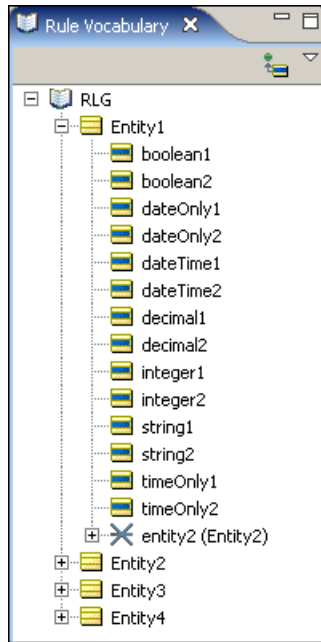 Rule Vocabulary
RLG
Entity1
boolean1
boolean2
dateOnly1
dateOnly2
dateTime1
dateTime2
decimal1
decimal2
integer1
integer2
string1
string2
timeOnly1
timeOnly2
entity2 (Entity2)
Entity2
Entity3
Entity4